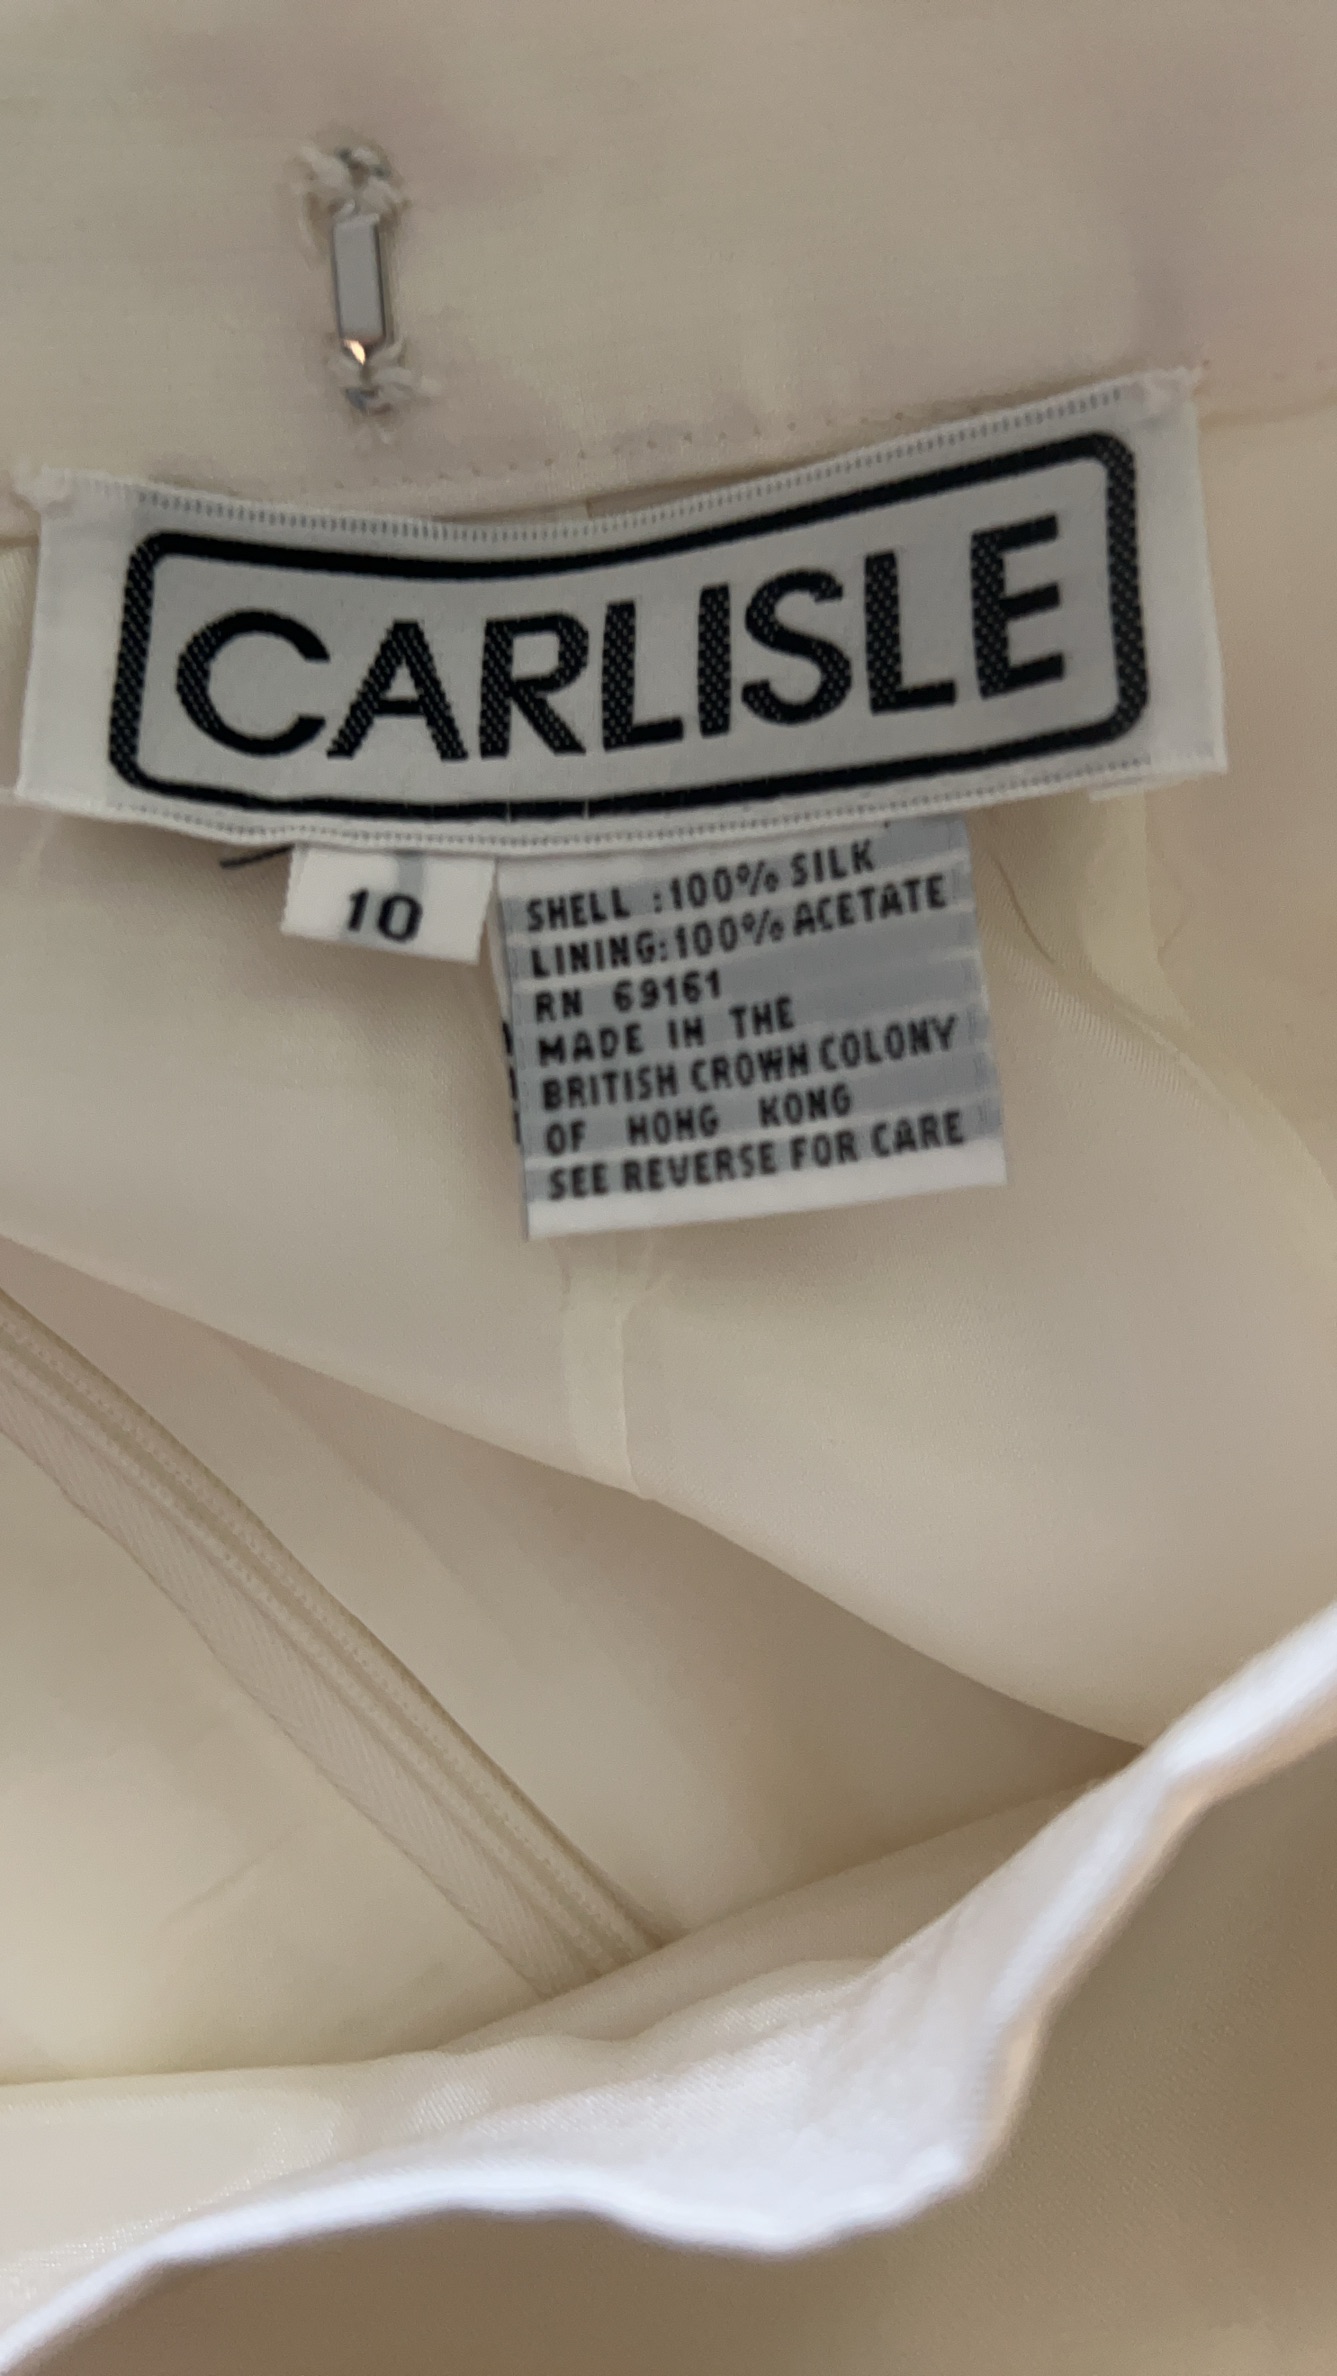 CARLISLE
10
SHELL :100% SILK
LINING:100% ACETATE
RN 69161
MADE IN THE
BRITISH CROWN COLONY
OF HONG KONG
SEE REVERSE FOR CARE